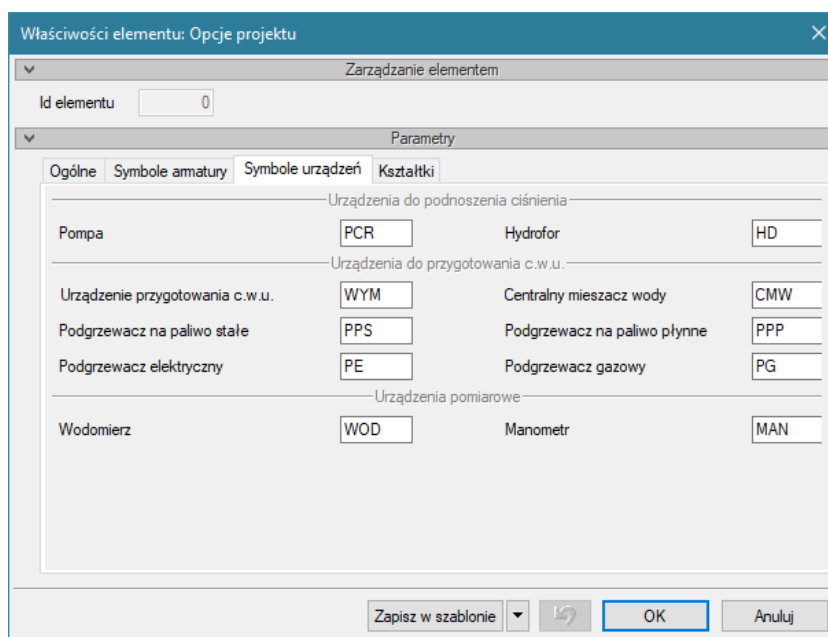 Właściwości elementu: Opcje projektu
Zarządzanie elementem
Id elementu 0
Parametry
Ogólne Symbole armatury Symbole urządzeń Kształtki
Urządzenia do podnoszenia ciśnienia
Pompa PCR Hydrofor HD
Urządzenia do przygotowania c.w.u.
Urządzenie przygotowania c.w.u. WYM Centralny mieszacz wody CMW
Podgrzewacz na paliwo stałe PPS Podgrzewacz na paliwo płynne PPP
Podgrzewacz elektryczny PE Podgrzewacz gazowy PG
Urządzenia pomiarowe
Wodomierz WOD Manometr MAN
Zapisz w szablonie OK Anuluj